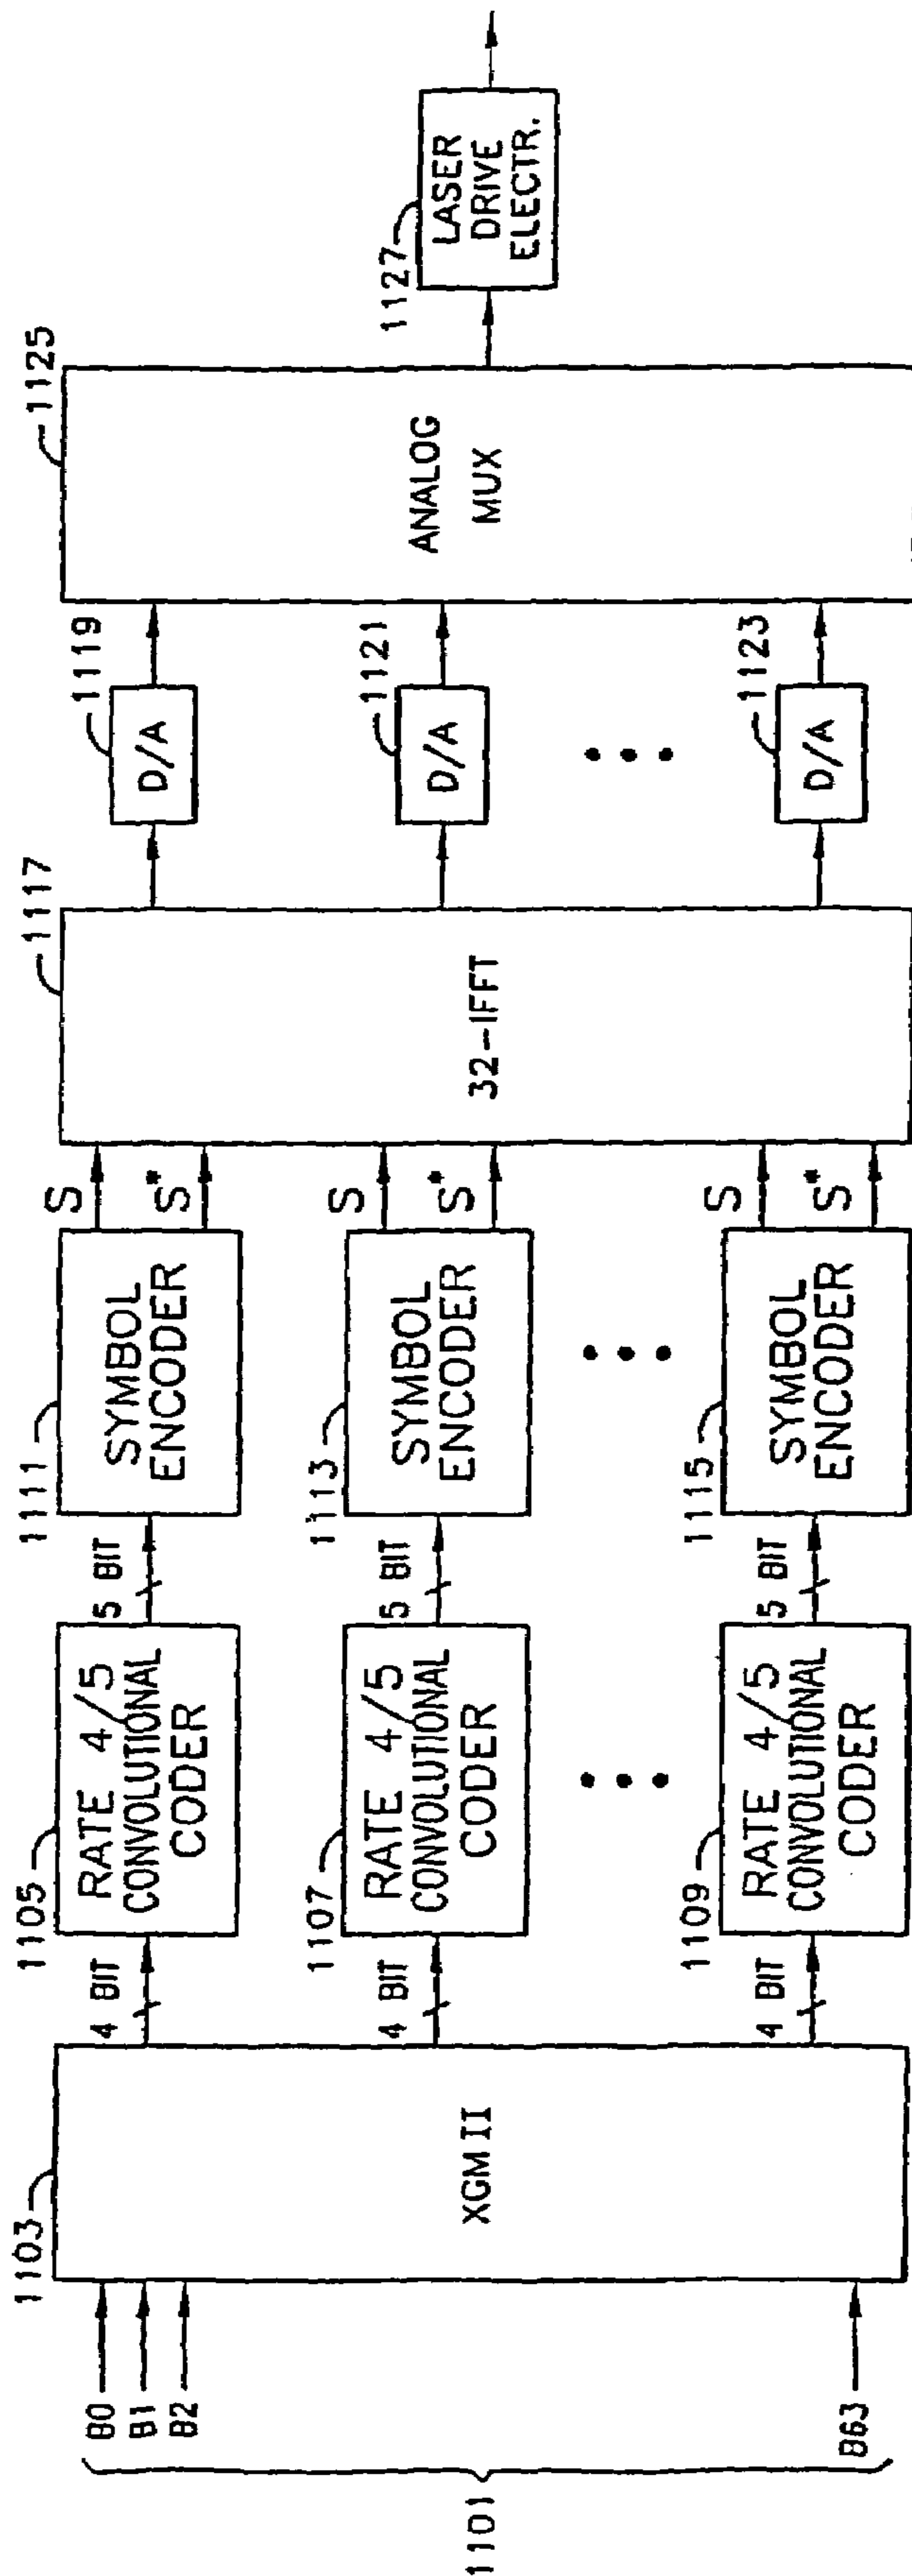 1101
B0
B1
B2
B63
1103
XGM II
4 BIT
4 BIT
4 BIT
1105
RATE 4/5
CONVOLUTIONAL
CODER
1107
RATE 4/5
CONVOLUTIONAL
CODER
1109
RATE 4/5
CONVOLUTIONAL
CODER
5 BIT
5 BIT
5 BIT
1111
SYMBOL
ENCODER
1113
SYMBOL
ENCODER
1115
SYMBOL
ENCODER
S
S*
S
S*
S
S*
1117
32-IFFT
1119
D/A
1121
D/A
1123
D/A
1125
ANALOG
MUX
1127
LASER
DRIVE
ELECTR.